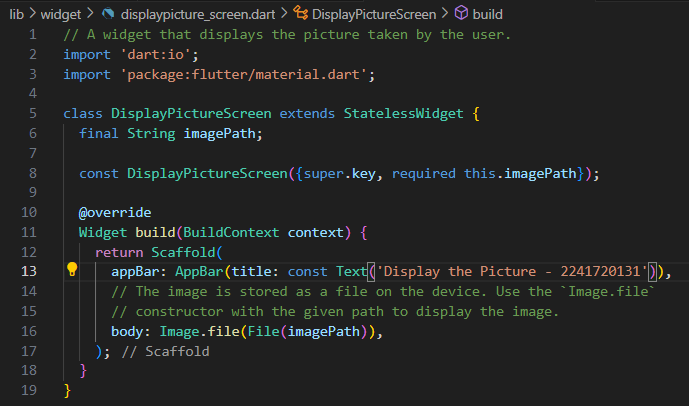 lib > widget > displaypicture_screen.dart > DisplayPictureScreen > build
1 // A widget that displays the picture taken by the user.
2 import 'dart:io';
3 import 'package:flutter/material.dart';
4
5 class DisplayPictureScreen extends StatelessWidget {
6   final String imagePath;
7
8   const DisplayPictureScreen({super.key, required this.imagePath});
9
10   @override
11   Widget build(BuildContext context) {
12     return Scaffold(
13       appBar: AppBar(title: const Text('Display the Picture - 2241720131')),
14       // The image is stored as a file on the device. Use the `Image.file`
15       // constructor with the given path to display the image.
16       body: Image.file(File(imagePath)),
17     ); // Scaffold
18   }
19 }